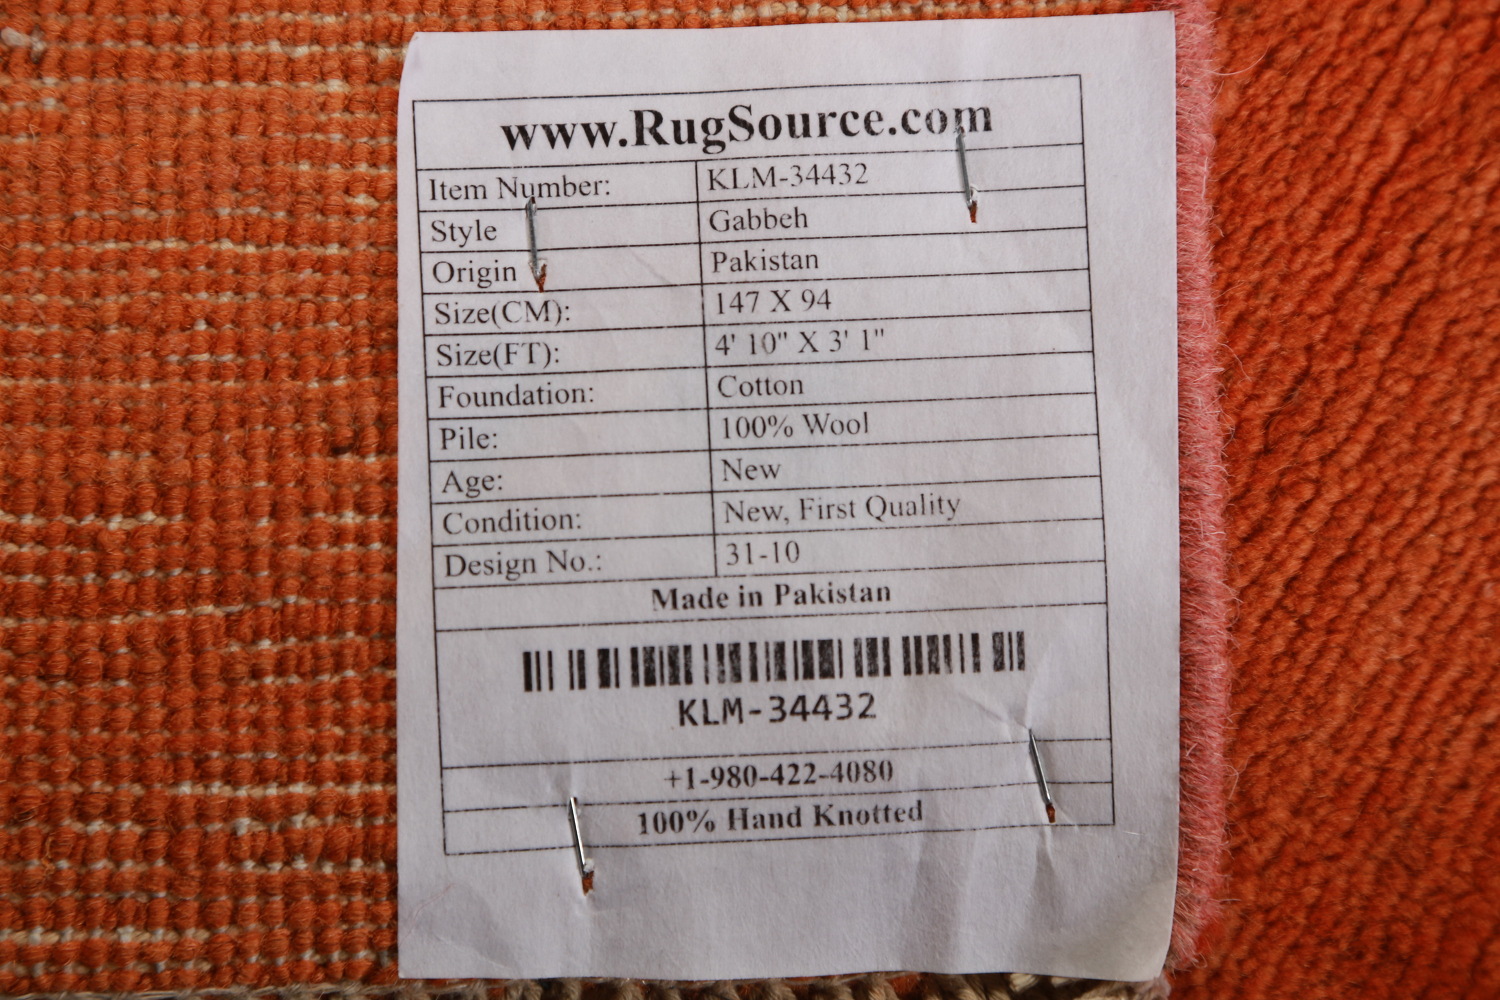 www.RugSource.com
Item Number: KLM-34432
Style Gabbeh
Origin Pakistan
Size(CM): 147 X 94
Size(FT): 4' 10" X 3' 1"
Foundation: Cotton
Pile: 100% Wool
Age: New
Condition: New, First Quality
Design No.: 31-10
Made in Pakistan
KLM-34432
+1-980-422-4080
100% Hand Knotted